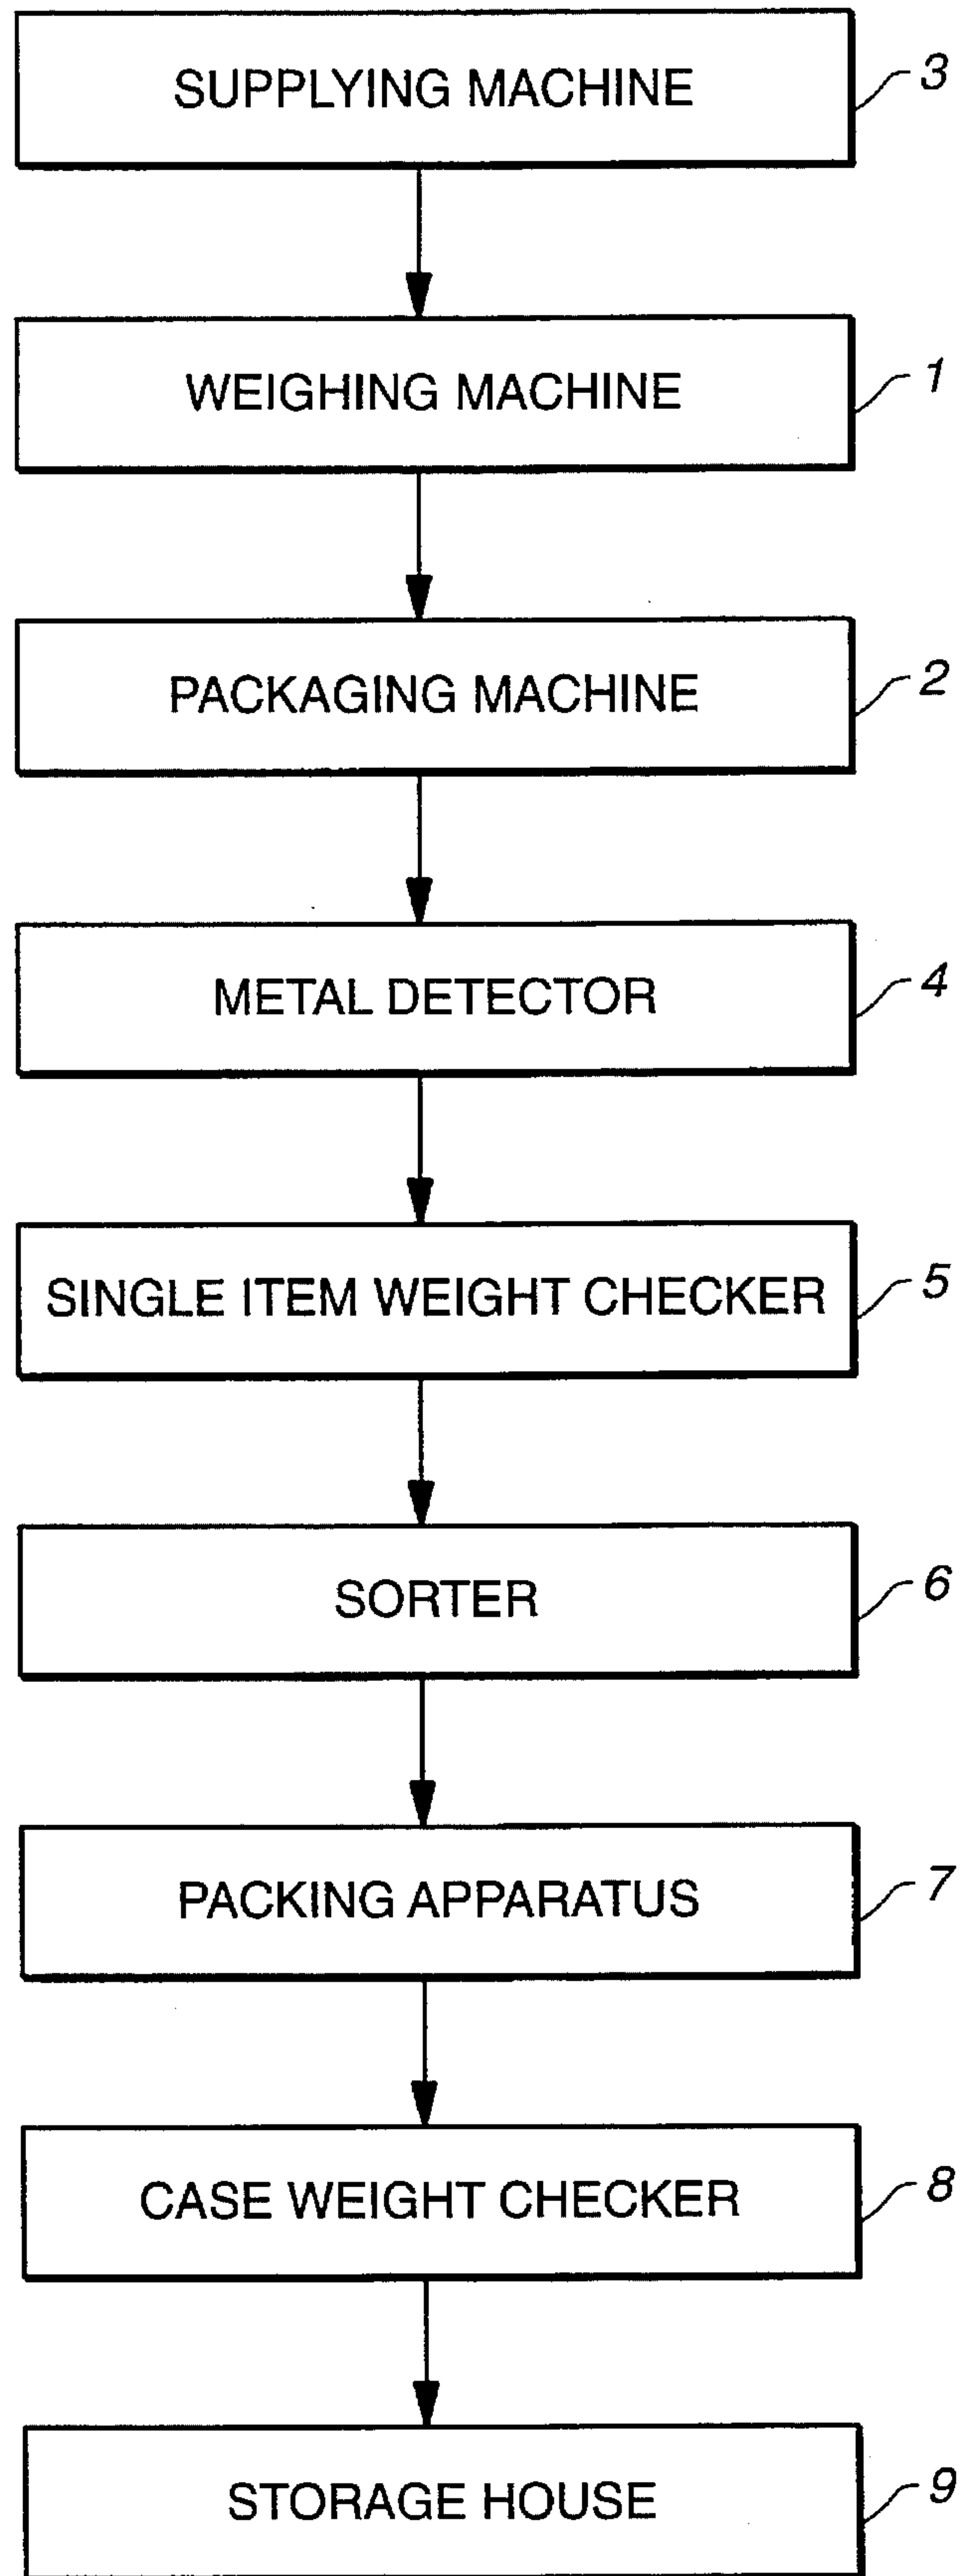 SUPPLYING MACHINE 3
WEIGHING MACHINE 1
PACKAGING MACHINE 2
METAL DETECTOR 4
SINGLE ITEM WEIGHT CHECKER 5
SORTER 6
PACKING APPARATUS 7
CASE WEIGHT CHECKER 8
STORAGE HOUSE 9